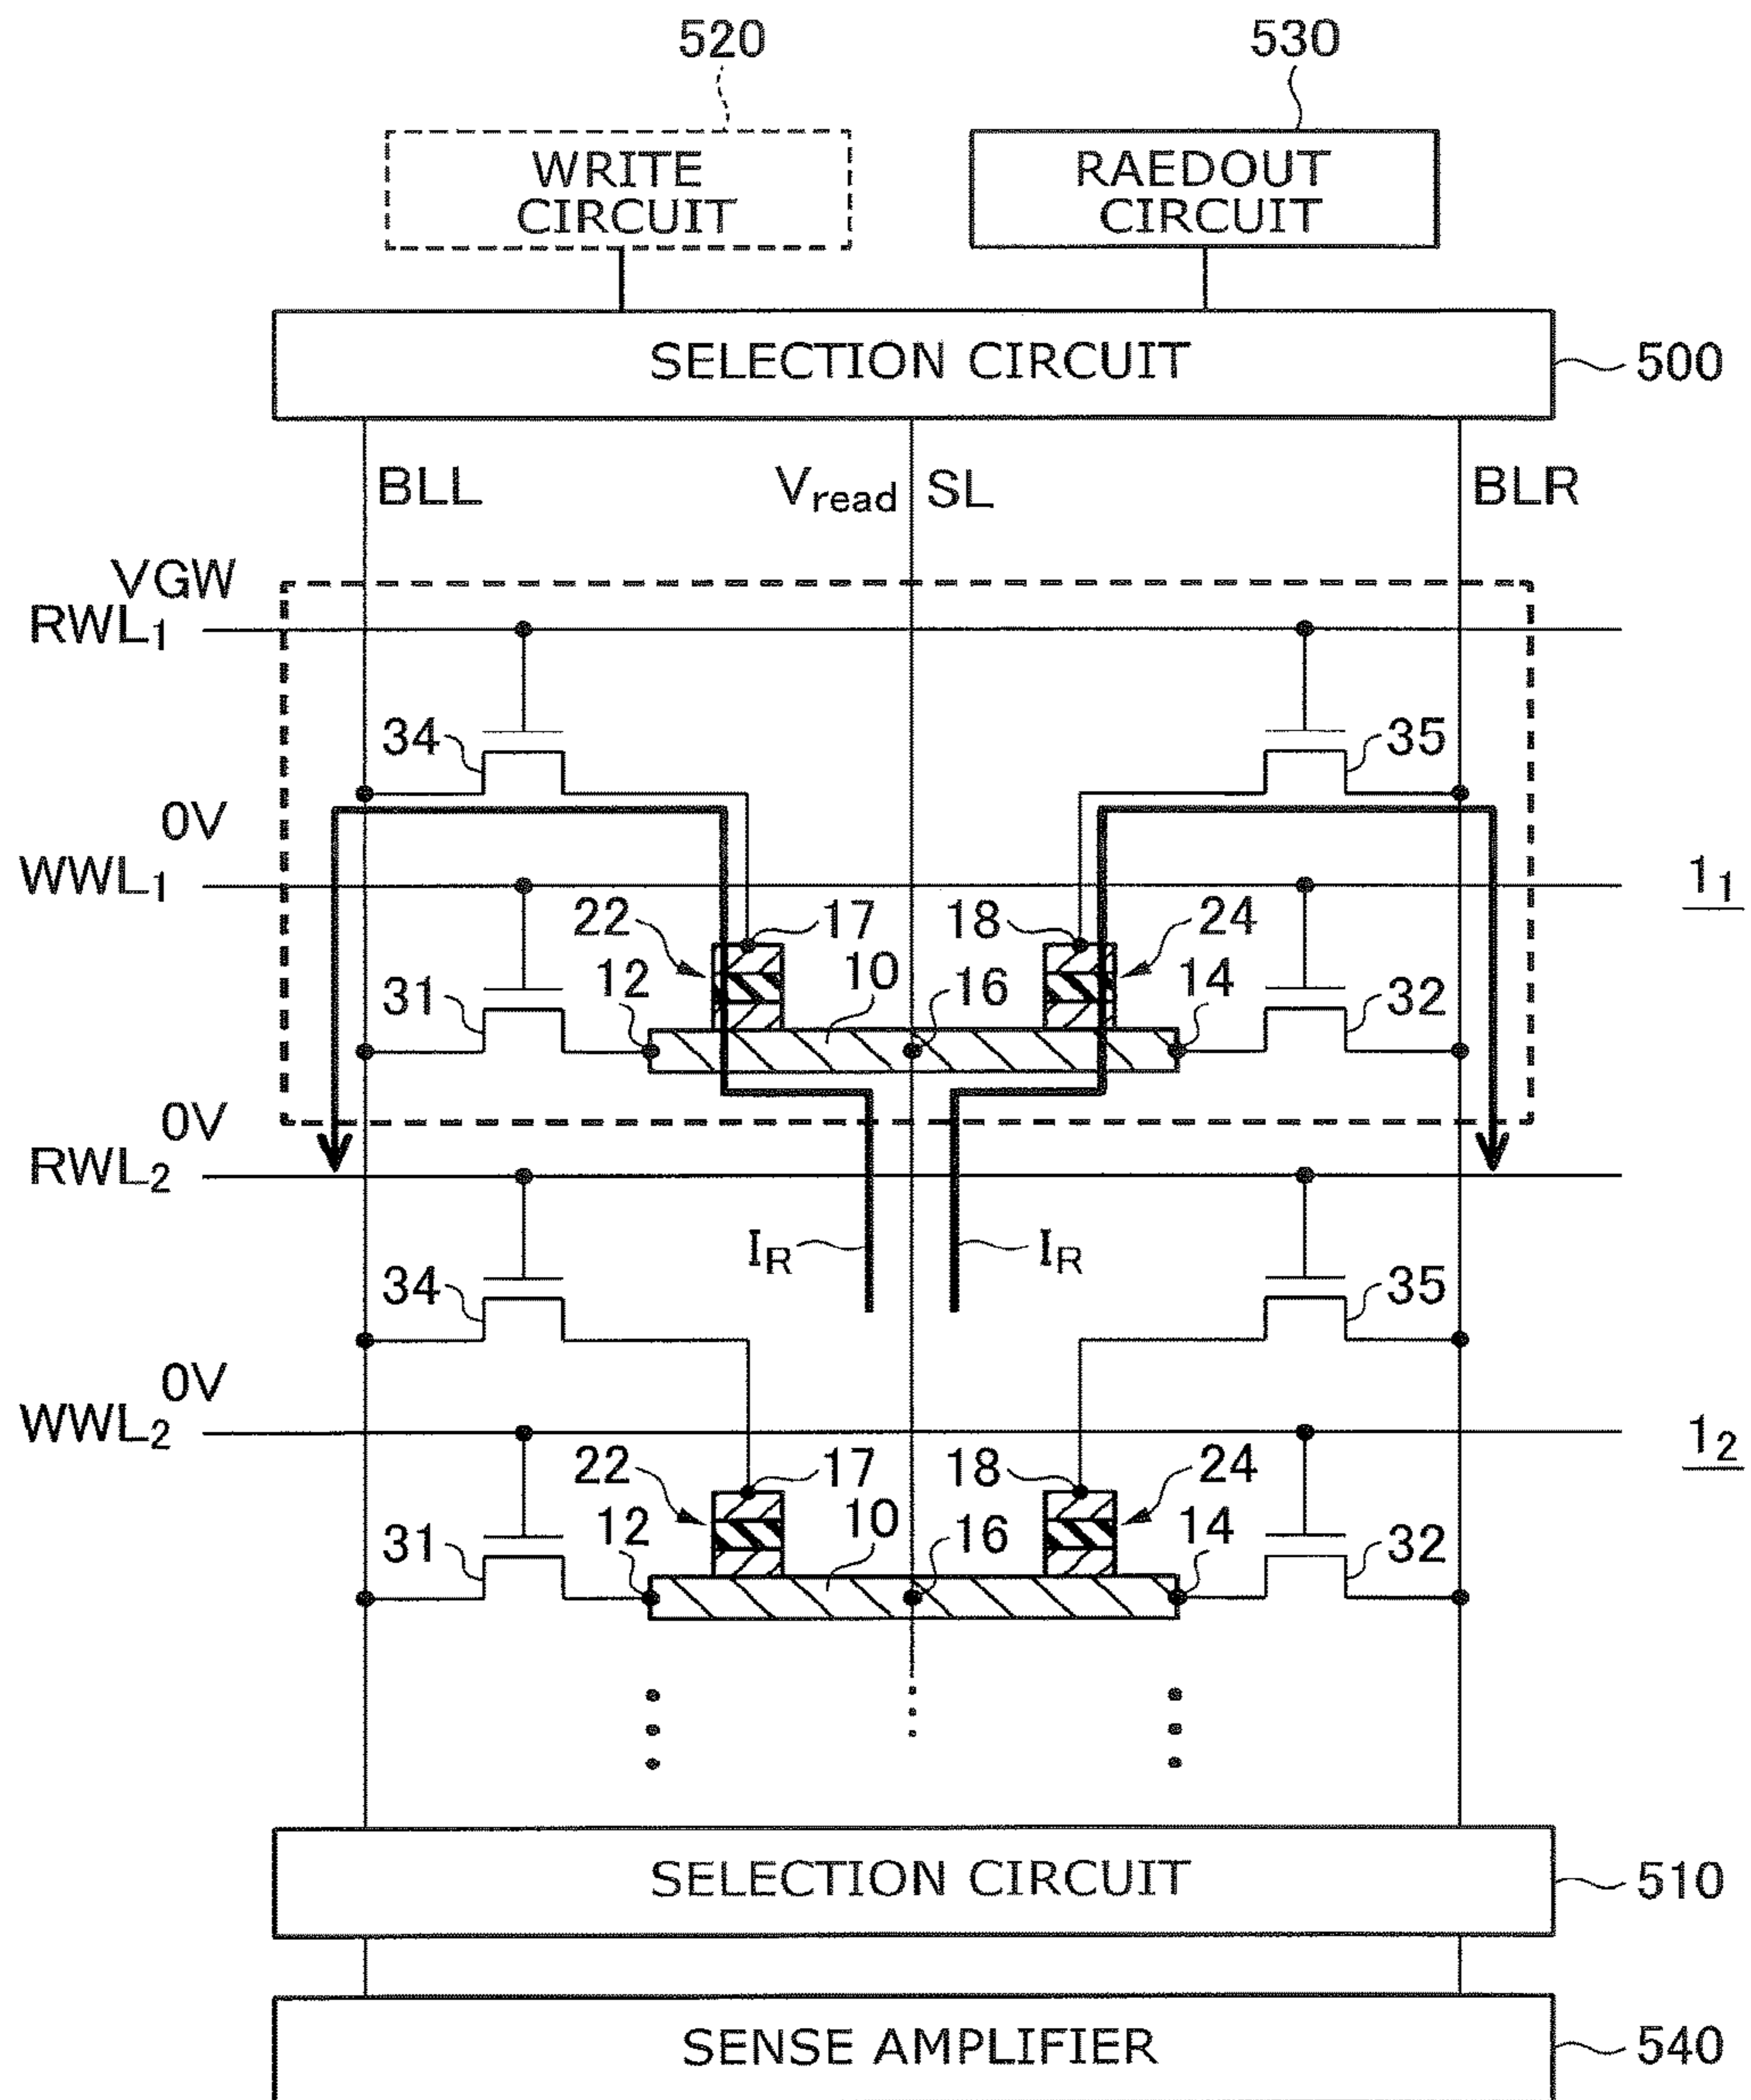 520
530
WRITE
CIRCUIT
RAEDOUT
CIRCUIT
SELECTION CIRCUIT
500
BLL
Vread
SL
BLR
VGW
RWL1
34
35
0V
WWL1
11
22
17
18
24
31
12
10
16
14
32
0V
RWL2
IR
IR
34
35
0V
WWL2
12
22
17
18
24
31
12
10
16
14
32
SELECTION CIRCUIT
510
SENSE AMPLIFIER
540